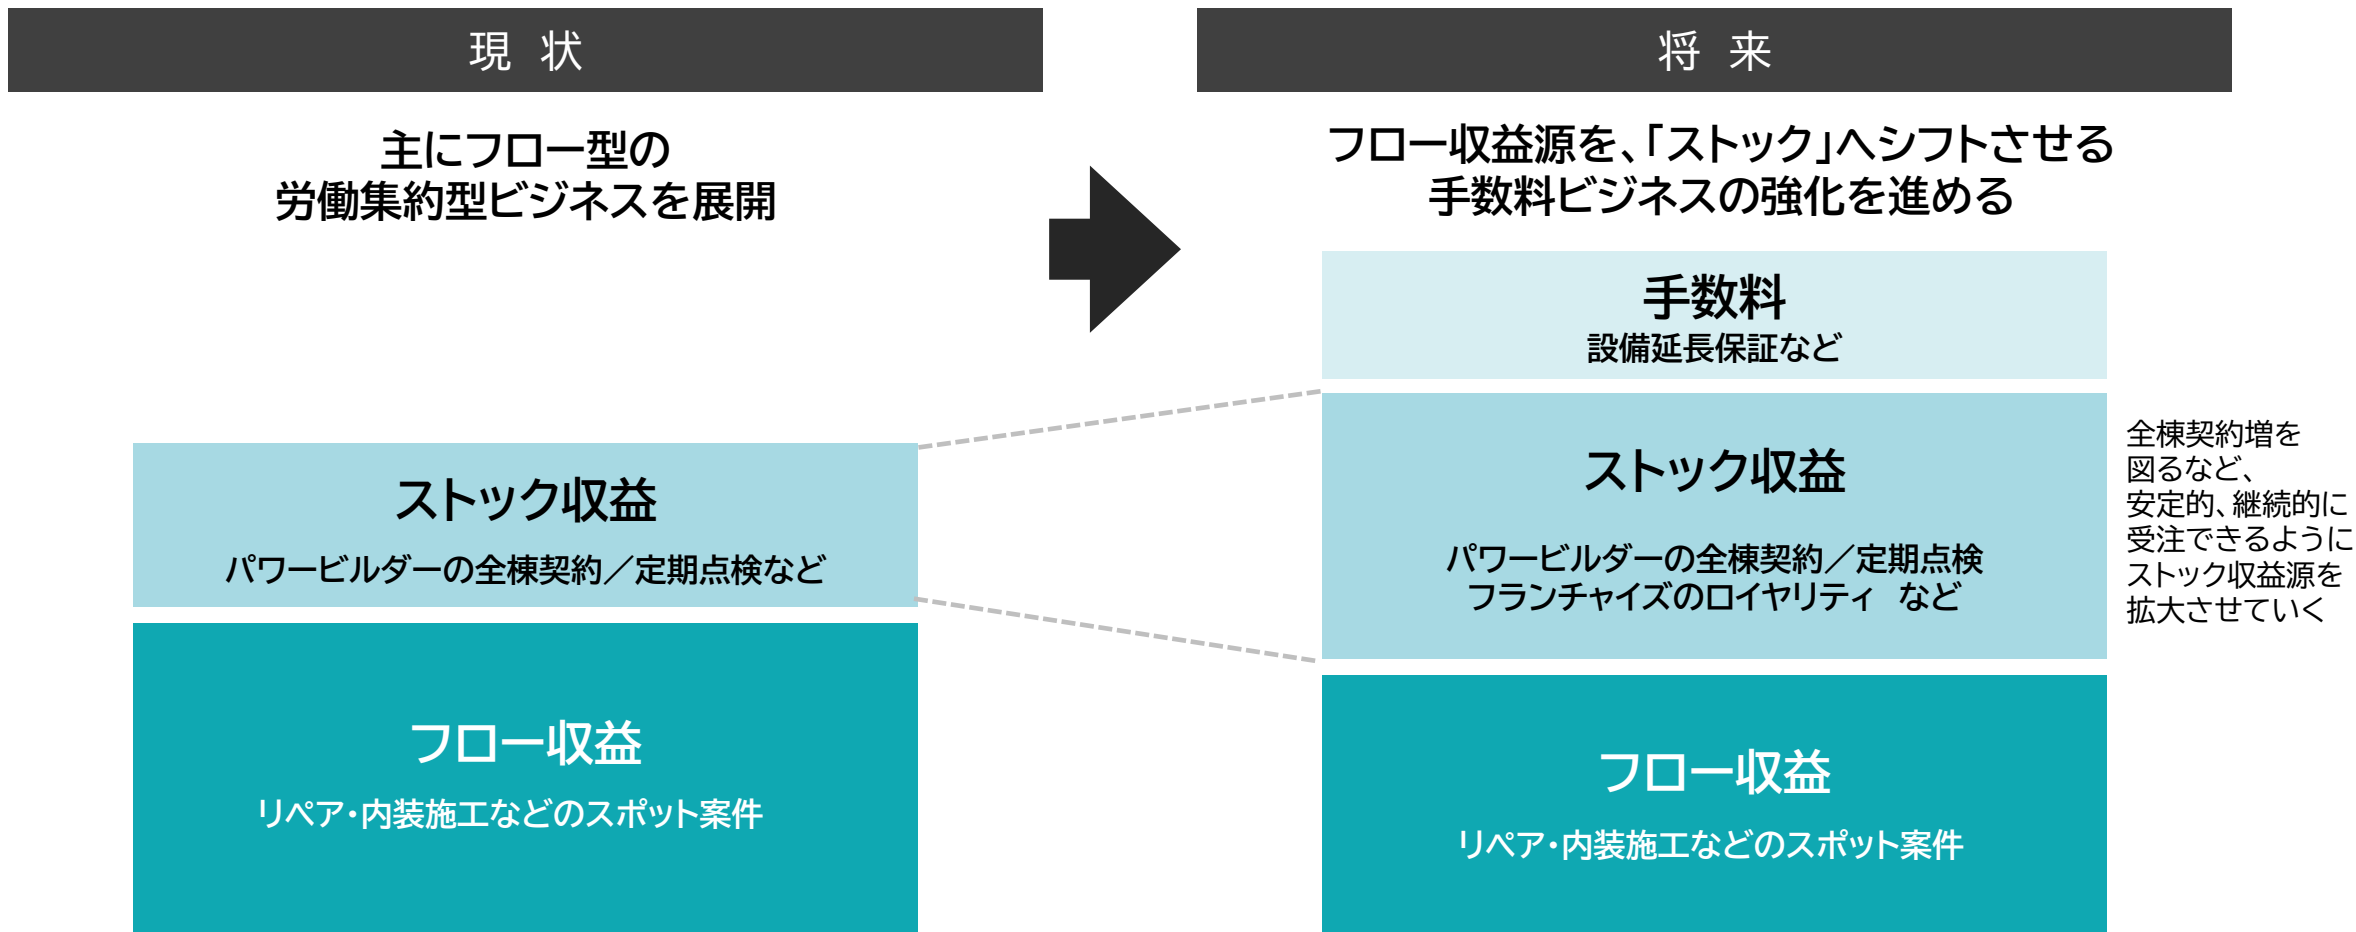 現 状
主にフロー型の
労働集約型ビジネスを展開
ストック収益
パワービルダーの全棟契約／定期点検など
フロー収益
リペア・内装施工などのスポット案件
将 来
フロー収益源を、「ストック」へシフトさせる
手数料ビジネスの強化を進める
手数料
設備延長保証など
ストック収益
パワービルダーの全棟契約／定期点検
フランチャイズのロイヤリティ など
全棟契約増を
図るなど、
安定的、継続的に
受注できるように
ストック収益源を
拡大させていく
フロー収益
リペア・内装施工などのスポット案件